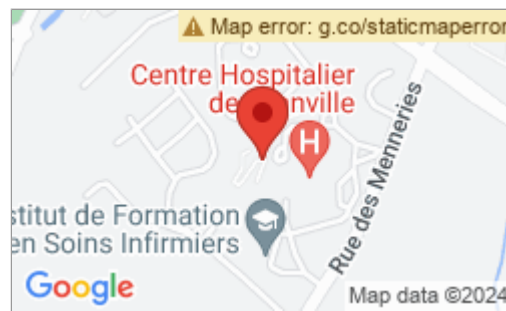 Map error: g.co/staticmaperror
Centre Hospitalier
de
H
Rue des Menneries
stitut de Formation
en Soins Infirmiers
Google
Map data ©2024